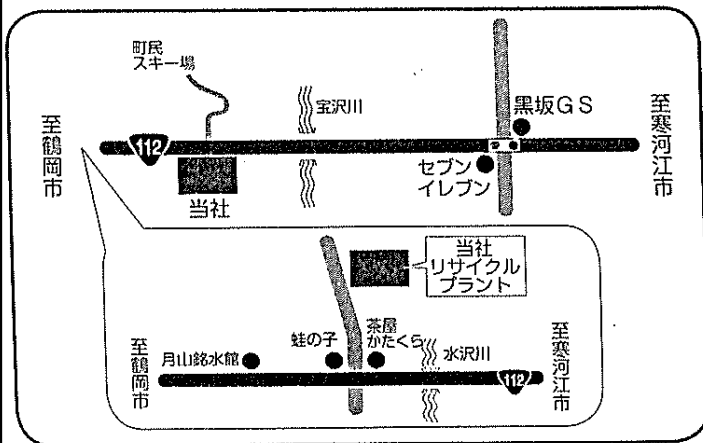 町民
スキー場
宝沢川
黒坂GS
至鶴岡市
112
至寒河江市
セブン
イレブン
当社
当社
リサイクル
プラント
至鶴岡市
月山銘水館
蛙の子
茶屋
かたくら
水沢川
至寒河江市
112